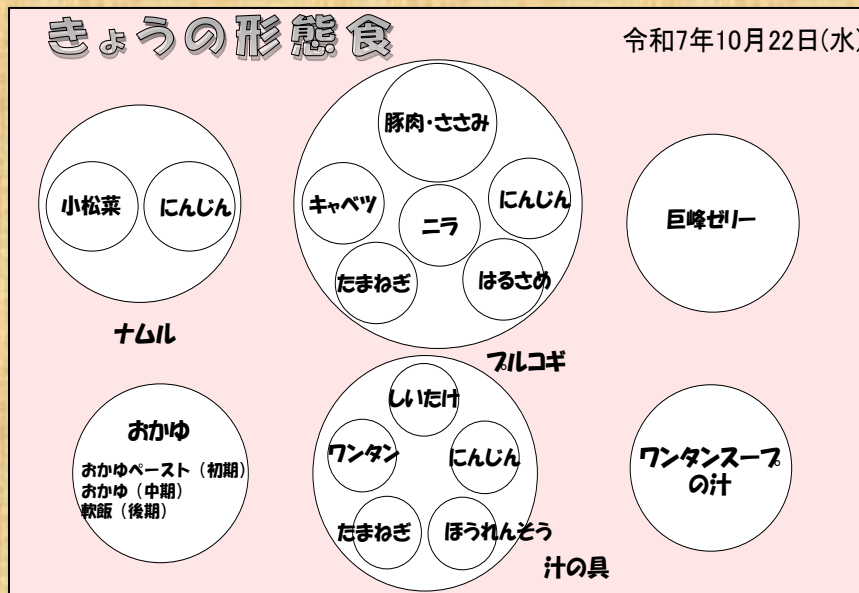 きょうの形態食
令和7年10月22日(水)
小松菜
にんじん
ナムル
豚肉・ささみ
キャベツ
ニラ
にんじん
たまねぎ
はるさめ
プルコギ
巨峰ゼリー
おかゆ
おかゆペースト（初期）
おかゆ（中期）
軟飯（後期）
しいたけ
ワンタン
にんじん
たまねぎ
ほうれんそう
汁の具
ワンタンスープ
の汁